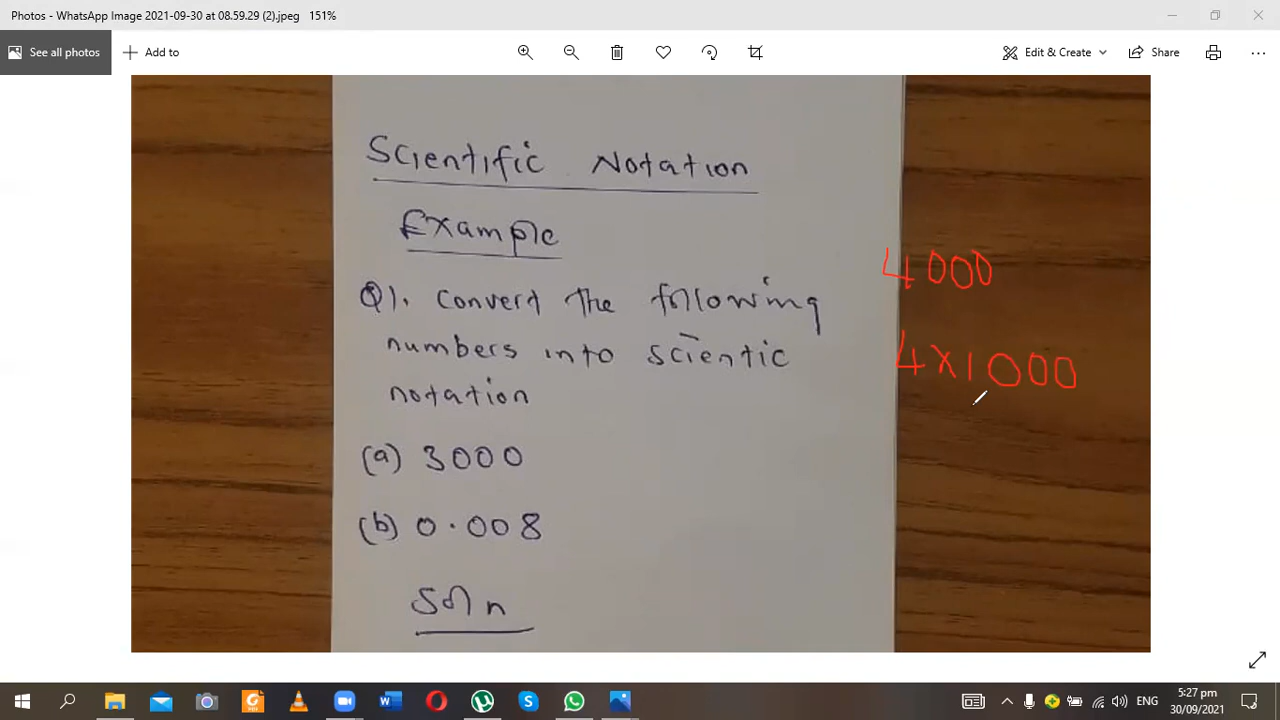 Photos - WhatsApp Image 2021-09-30 at 08.59.29 (2).jpeg 151%
See all photos
Add to
Edit & Create
Share
Scientific Notation
Example
Q1. Convert the following
numbers into scientic
notation
(a) 3000
(b) 0.008
Soln
4000
4x1000
ENG
5:27 pm
30/09/2021